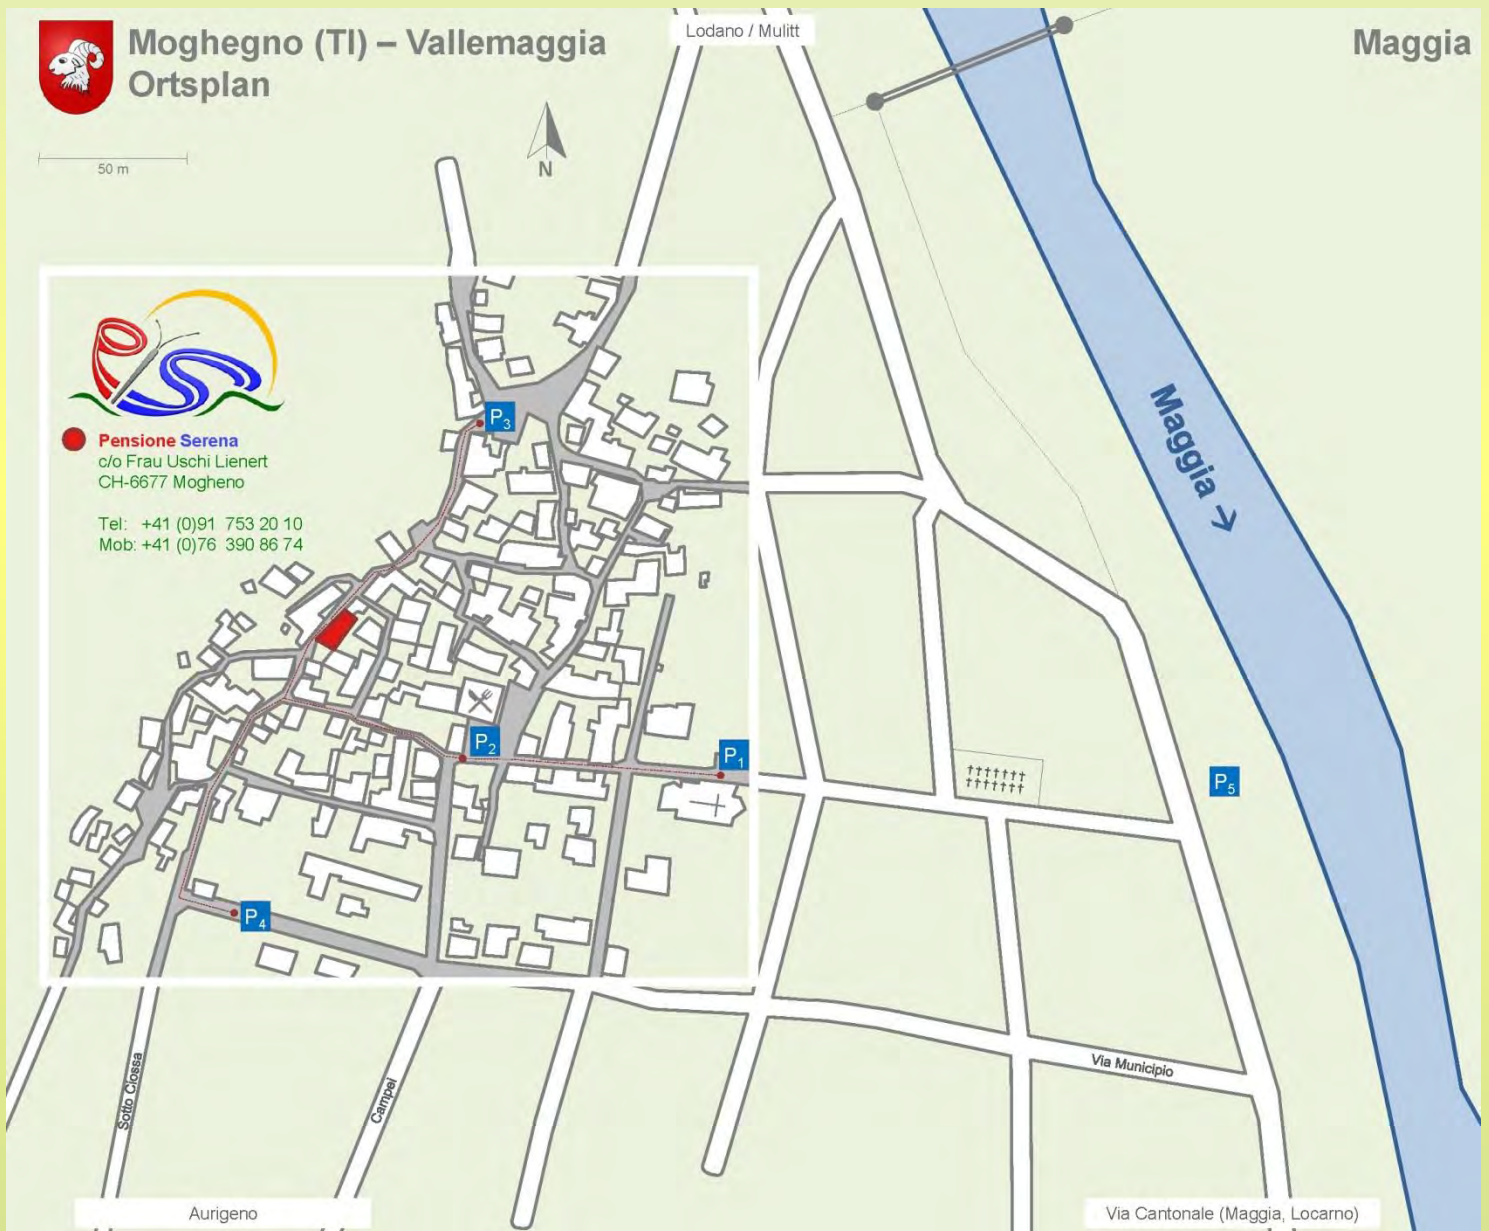 Moghegno (TI) – Vallemaggia
Ortsplan
Lodano / Mulitt
Maggia
50 m
N
Pensione Serena
c/o Frau Uschi Lienert
CH-6677 Mogheno
Tel: +41 (0)91 753 20 10
Mob: +41 (0)76 390 86 74
P3
Maggia →
P2
P1
P5
P4
Via Municipio
Sotto Ciossa
Campei
Aurigeno
Via Cantonale (Maggia, Locarno)